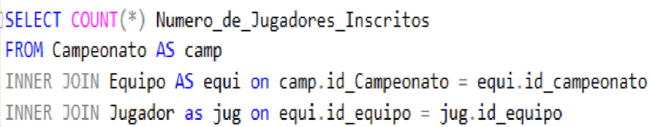 SELECT COUNT(*) Numero_de_Jugadores_Inscritos
FROM Campeonato AS camp
INNER JOIN Equipo AS equi on camp.id_Campeonato = equi.id_campeonato
INNER JOIN Jugador as jug on equi.id_equipo = jug.id_equipo